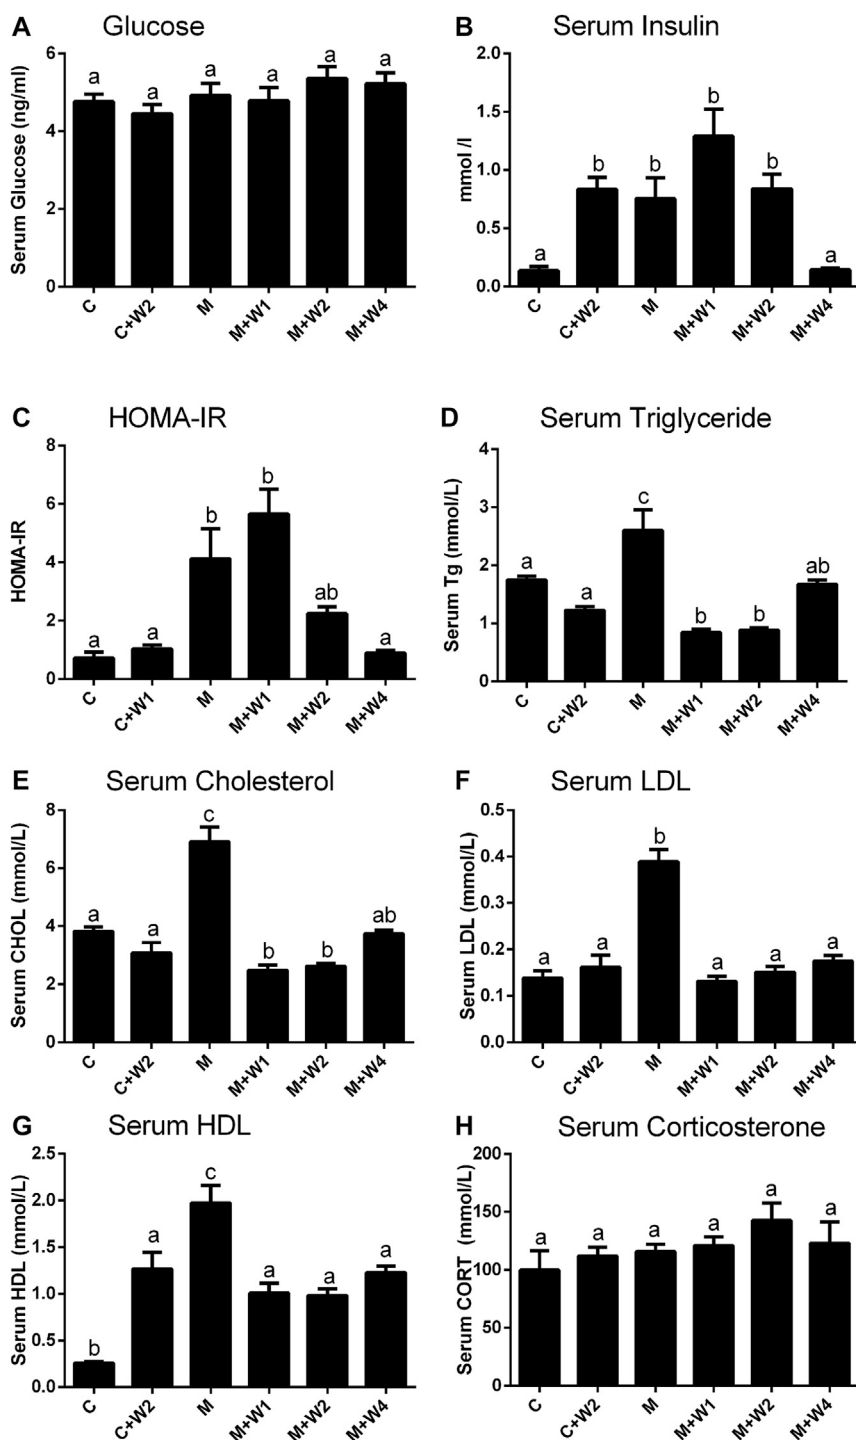 A Glucose
Serum Glucose (ng/ml)
6
4
2
0
a a a a a a
C C+W2 M M+W1 M+W2 M+W4
B Serum Insulin
mmol /l
2.0
1.5
1.0
0.5
0.0
a b b b b a
C C+W2 M M+W1 M+W2 M+W4
C HOMA-IR
HOMA-IR
8
6
4
2
0
a a b b ab a
C C+W1 M M+W1 M+W2 M+W4
D Serum Triglyceride
Serum Tg (mmol/L)
4
3
2
1
0
a a c b b ab
C C+W2 M M+W1 M+W2 M+W4
E Serum Cholesterol
Serum CHOL (mmol/L)
8
6
4
2
0
a a c b b ab
C C+W2 M M+W1 M+W2 M+W4
F Serum LDL
Serum LDL (mmol/L)
0.5
0.4
0.3
0.2
0.1
0.0
a a b a a a
C C+W2 M M+W1 M+W2 M+W4
G Serum HDL
Serum HDL (mmol/L)
2.5
2.0
1.5
1.0
0.5
0.0
b a c a a a
C C+W2 M M+W1 M+W2 M+W4
H Serum Corticosterone
Serum CORT (mmol/L)
200
150
100
50
0
a a a a a a
C C+W2 M M+W1 M+W2 M+W4